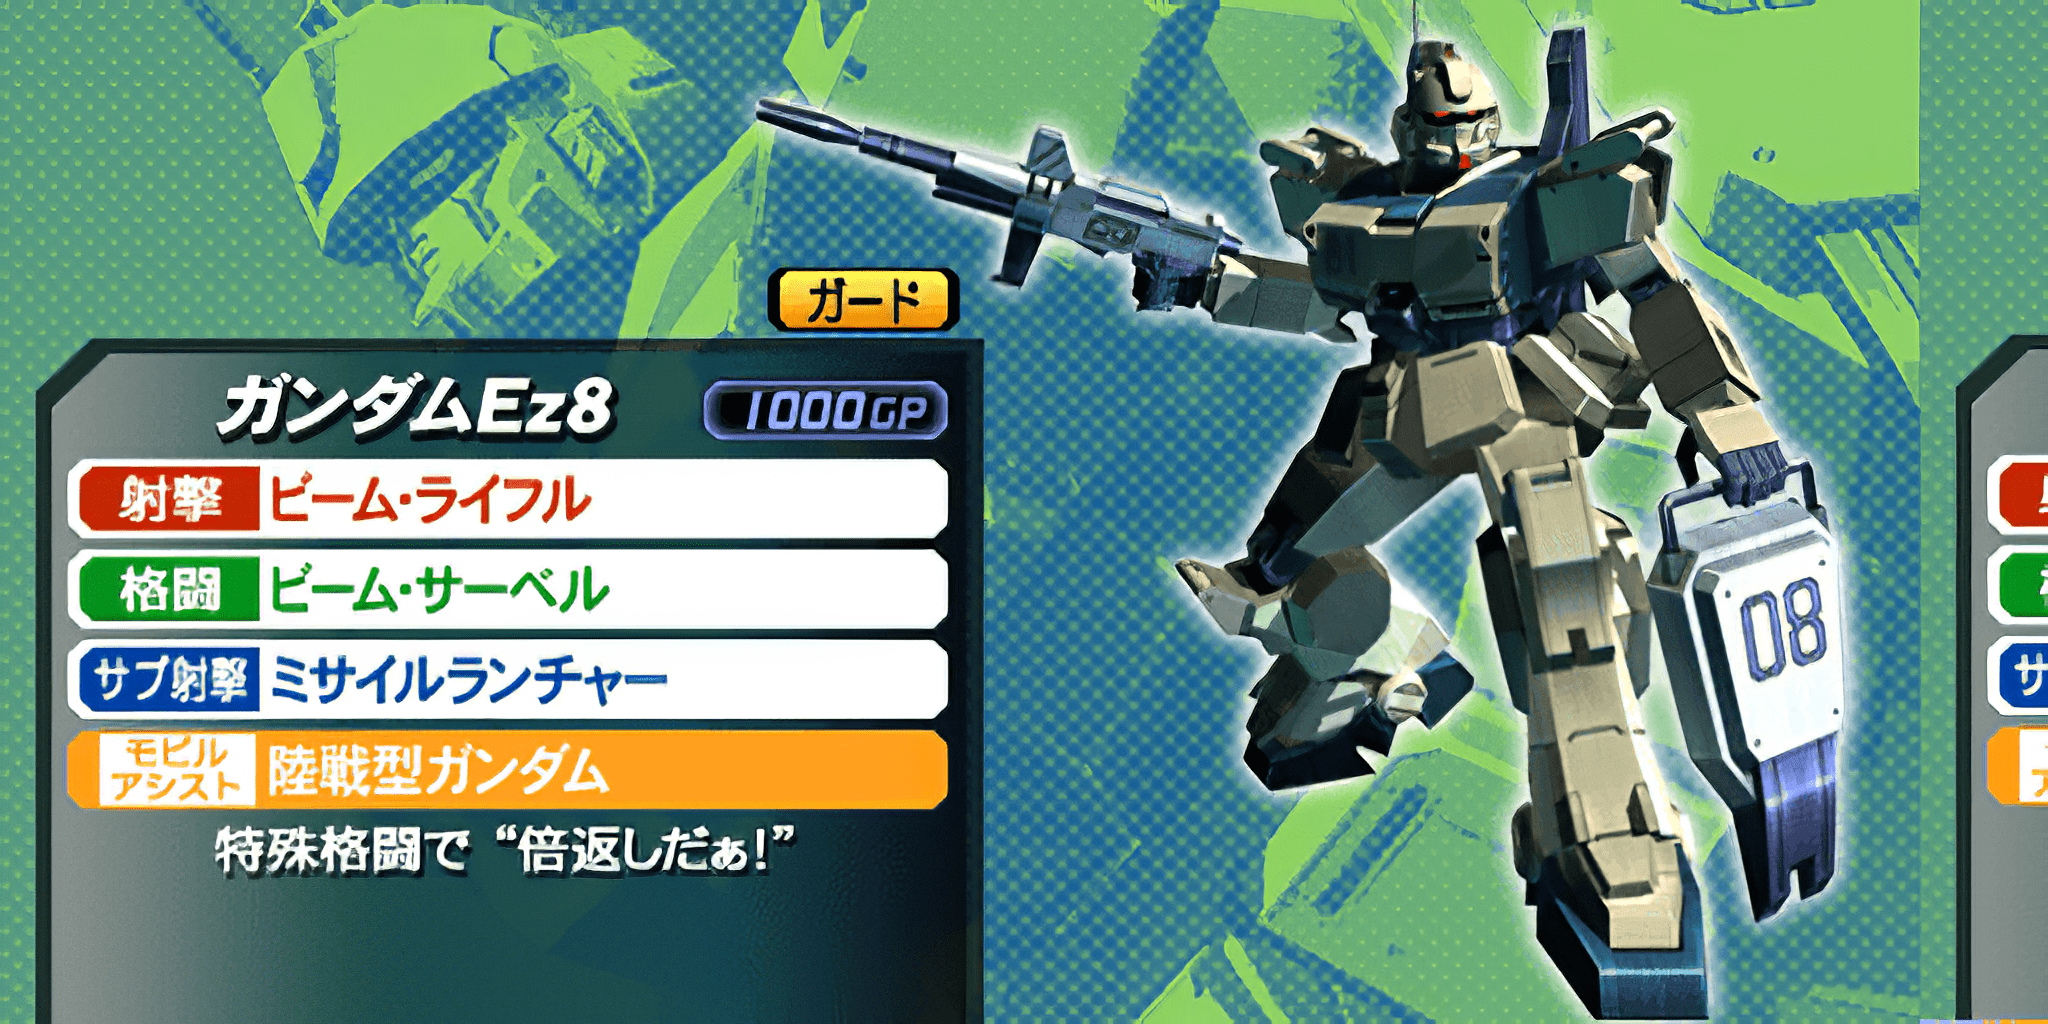 ガード
ガンダムEz8 1000GP
射撃 ビーム・ライフル
格闘 ビーム・サーベル
サブ射撃 ミサイルランチャー
モビル
アシスト 陸戦型ガンダム
特殊格闘で“倍返しだぁ!”
08
サ